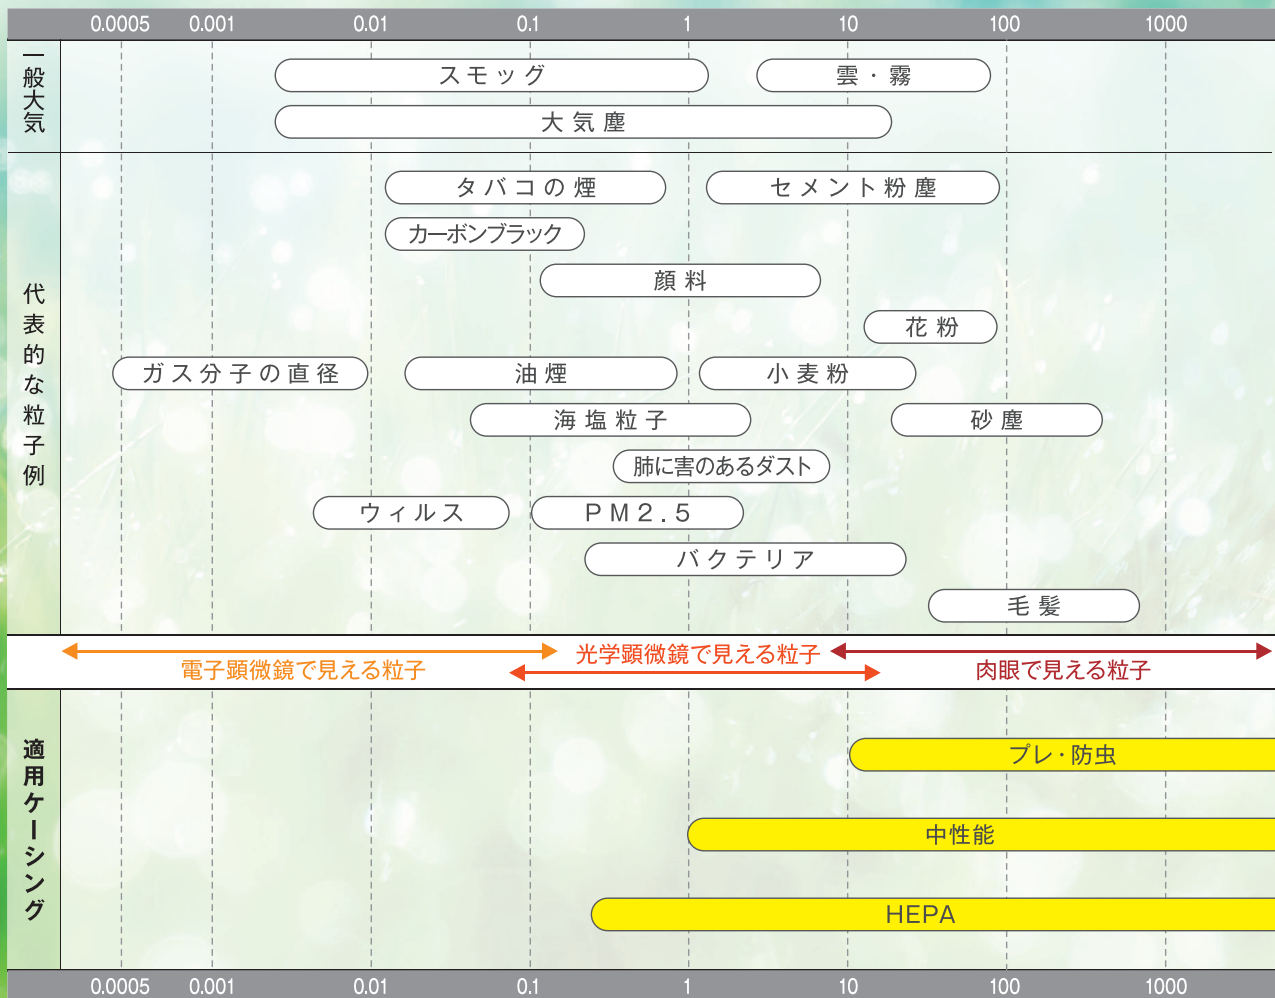 0.0005 0.001 0.01 0.1 1 10 100 1000
一般大気
スモッグ 雲・霧
大気塵
代表的な粒子例
タバコの煙 セメント粉塵
カーボンブラック
顔料
花粉
ガス分子の直径 油煙 小麦粉
海塩粒子 砂塵
肺に害のあるダスト
ウィルス PM2.5
バクテリア
毛髪
電子顕微鏡で見える粒子 光学顕微鏡で見える粒子 肉眼で見える粒子
適用ケーシング
プレ・防虫
中性能
HEPA
0.0005 0.001 0.01 0.1 1 10 100 1000